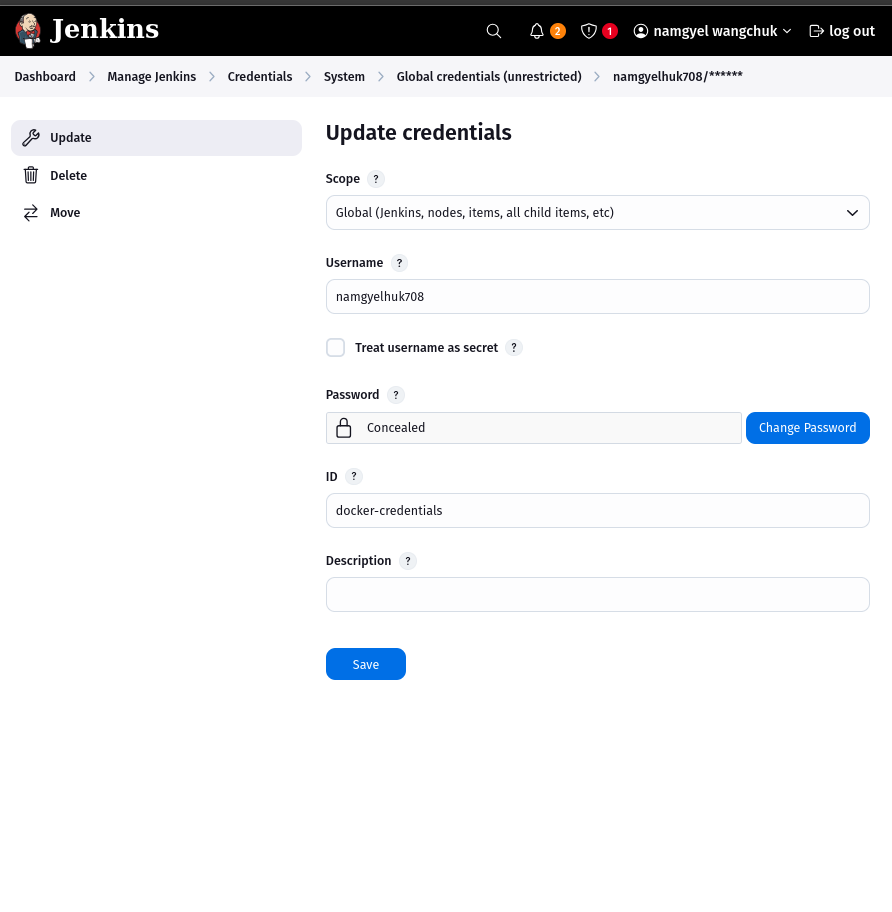 Jenkins
2
1
namgyel wangchuk
log out
Dashboard
Manage Jenkins
Credentials
System
Global credentials (unrestricted)
namgyelhuk708/******
Update
Delete
Move
Update credentials
Scope ?
Global (Jenkins, nodes, items, all child items, etc)
Username ?
namgyelhuk708
Treat username as secret ?
Password ?
Concealed
Change Password
ID ?
docker-credentials
Description ?
Save